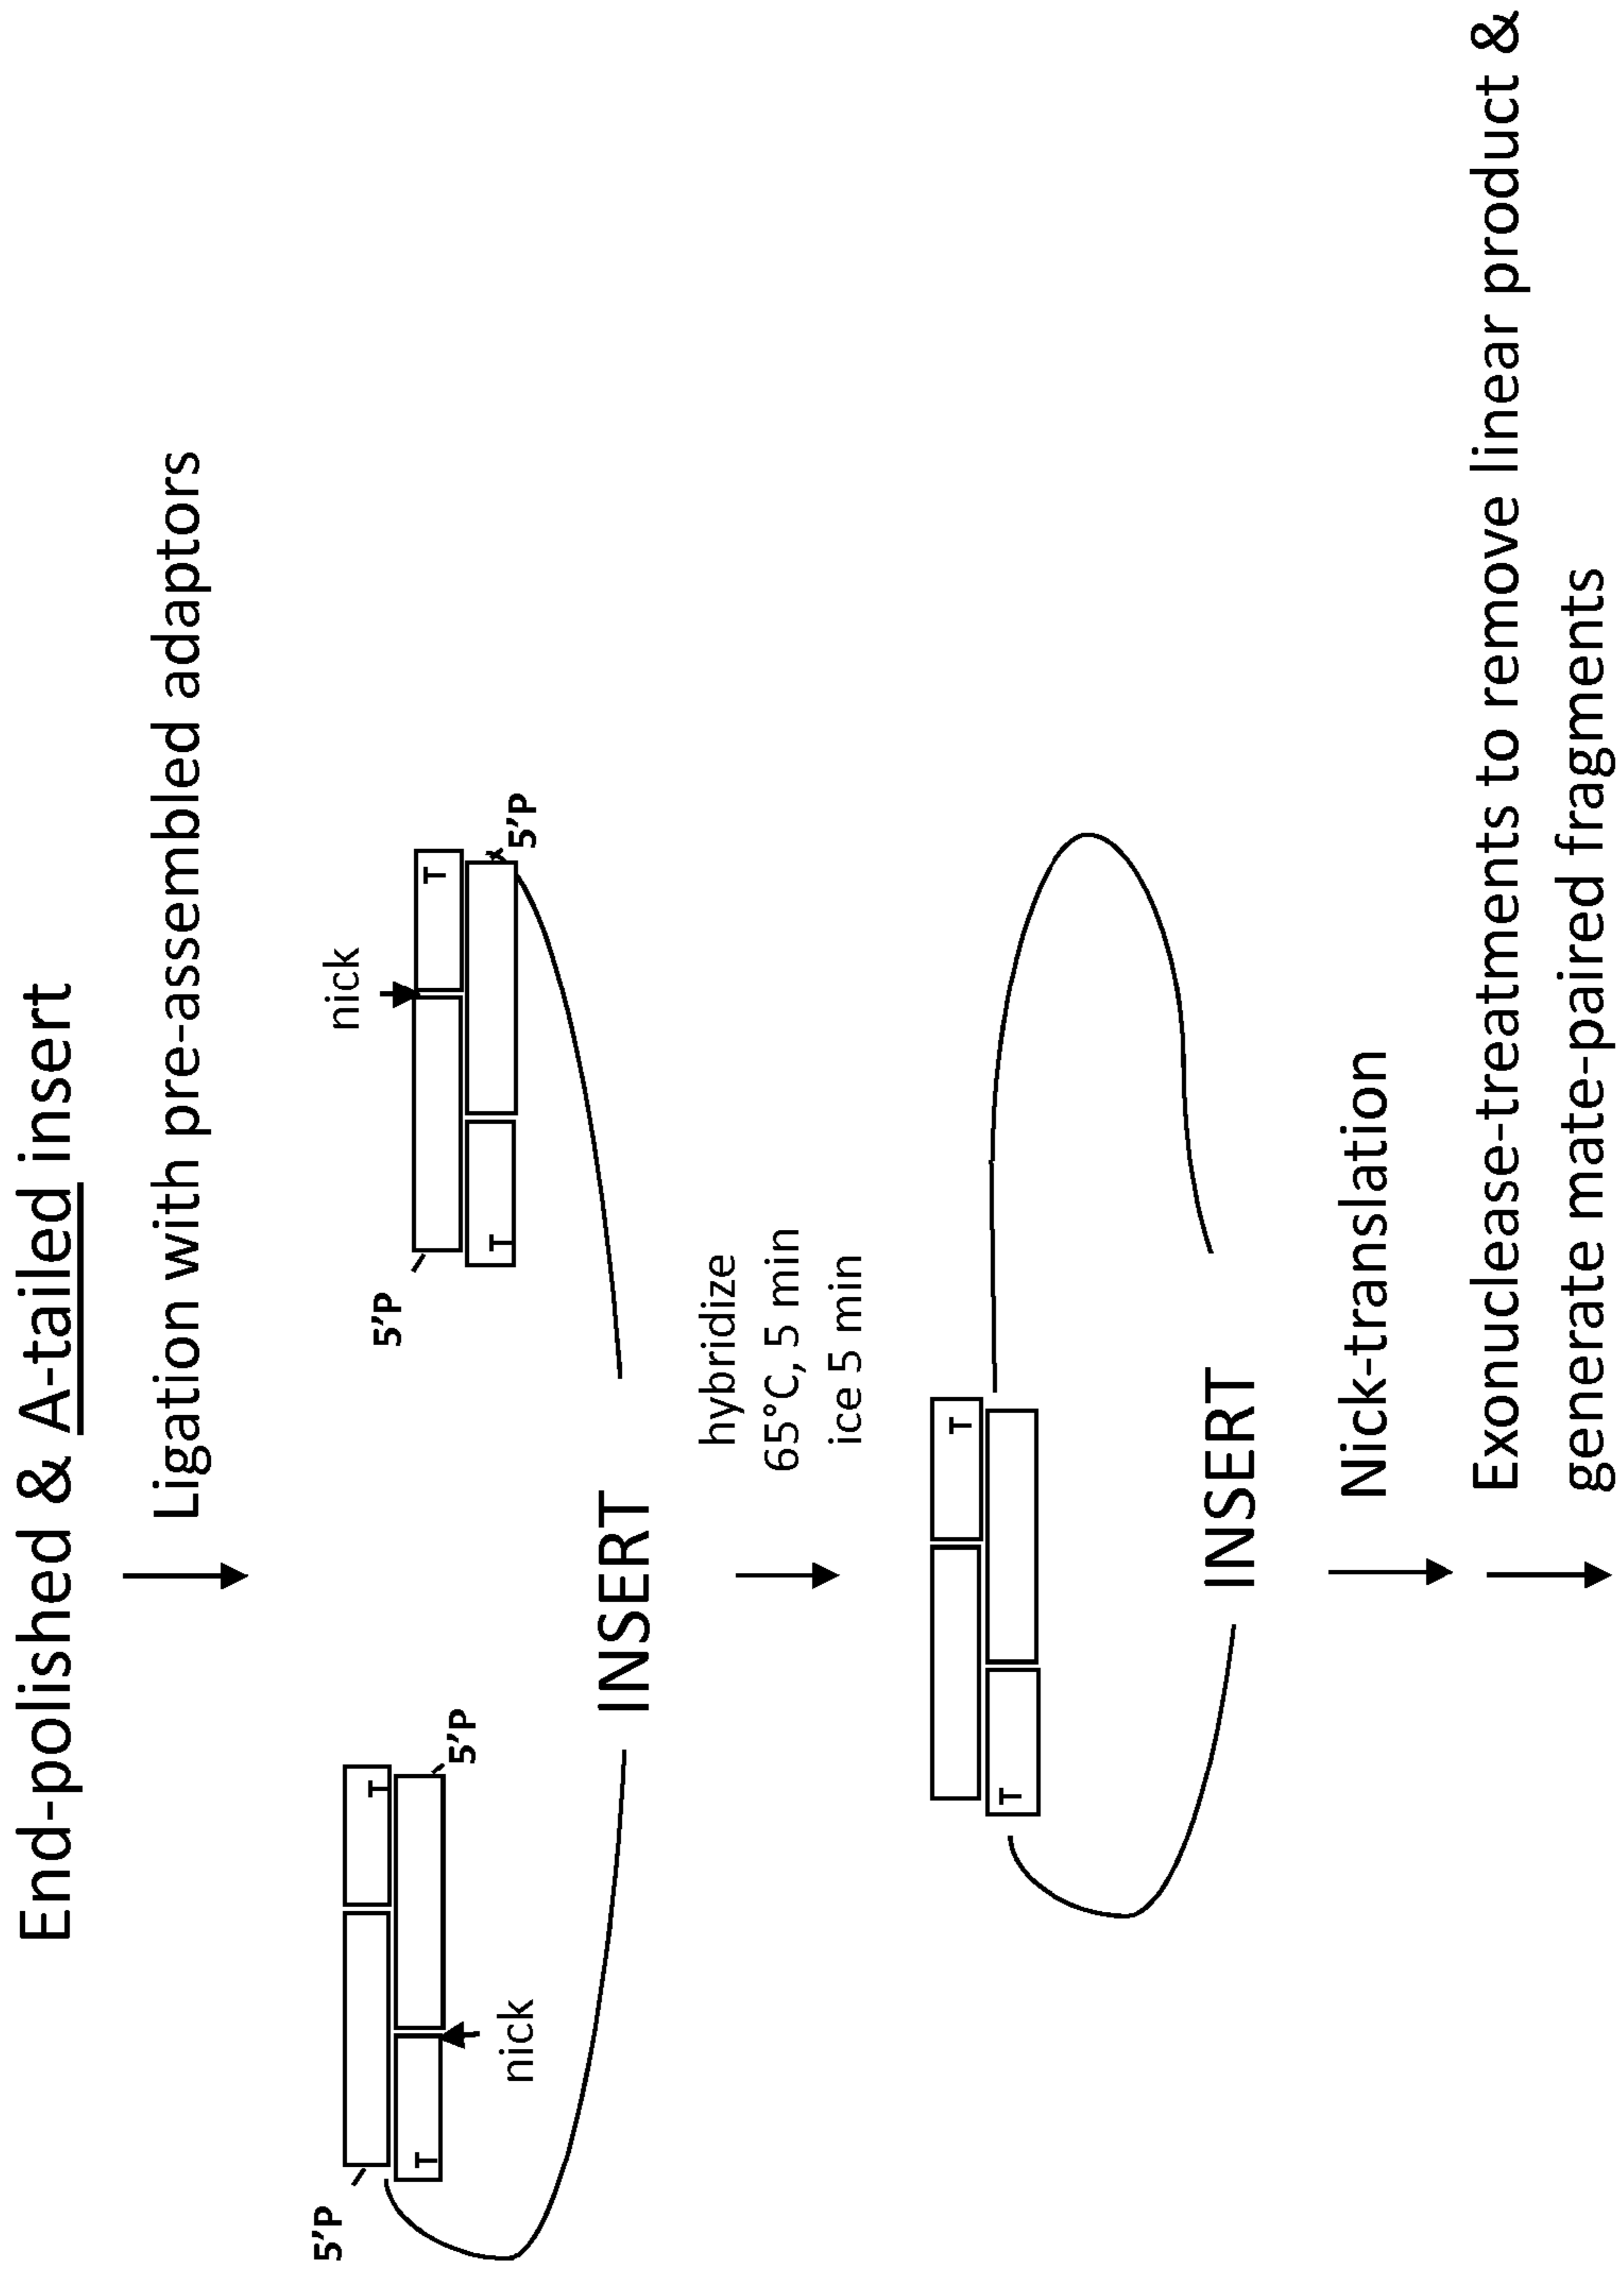 End-polished & A-tailed insert
Ligation with pre-assembled adaptors
nick
5'P
T
T
5'P
5'P
T
T
5'P
nick
INSERT
hybridize
65°C, 5 min
ice 5 min
T
T
INSERT
Nick-translation
Exonuclease-treatments to remove linear product &
generate mate-paired fragments